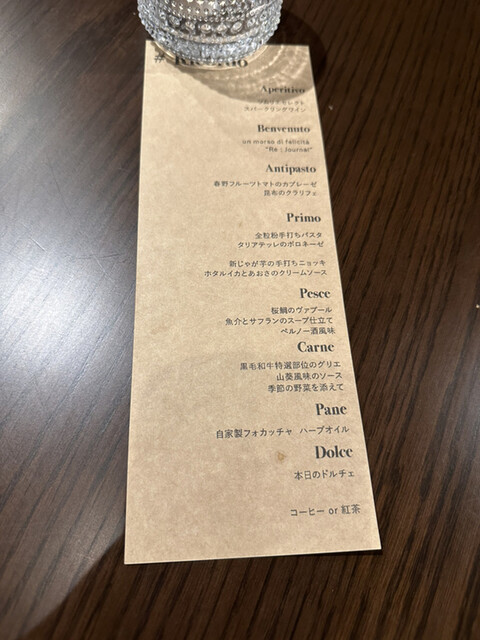 # Ricordo
Aperitivo
スパークリングワイン
Benvenuto
un morso di felicità
"Re : Journal"
Antipasto
春野フルーツトマトのカプレーゼ
昆布のクラリフェ
Primo
全粒粉手打ちパスタ
タリアテッレのボロネーゼ
新じゃが芋の手打ちニョッキ
ホタルイカとあおさのクリームソース
Pesce
桜鯛のヴァプール
魚介とサフランのスープ仕立て
ペルノー酒風味
Carne
黒毛和牛特選部位のグリエ
山葵風味のソース
季節の野菜を添えて
Pane
自家製フォカッチャ ハーブオイル
Dolce
本日のドルチェ
コーヒー or 紅茶